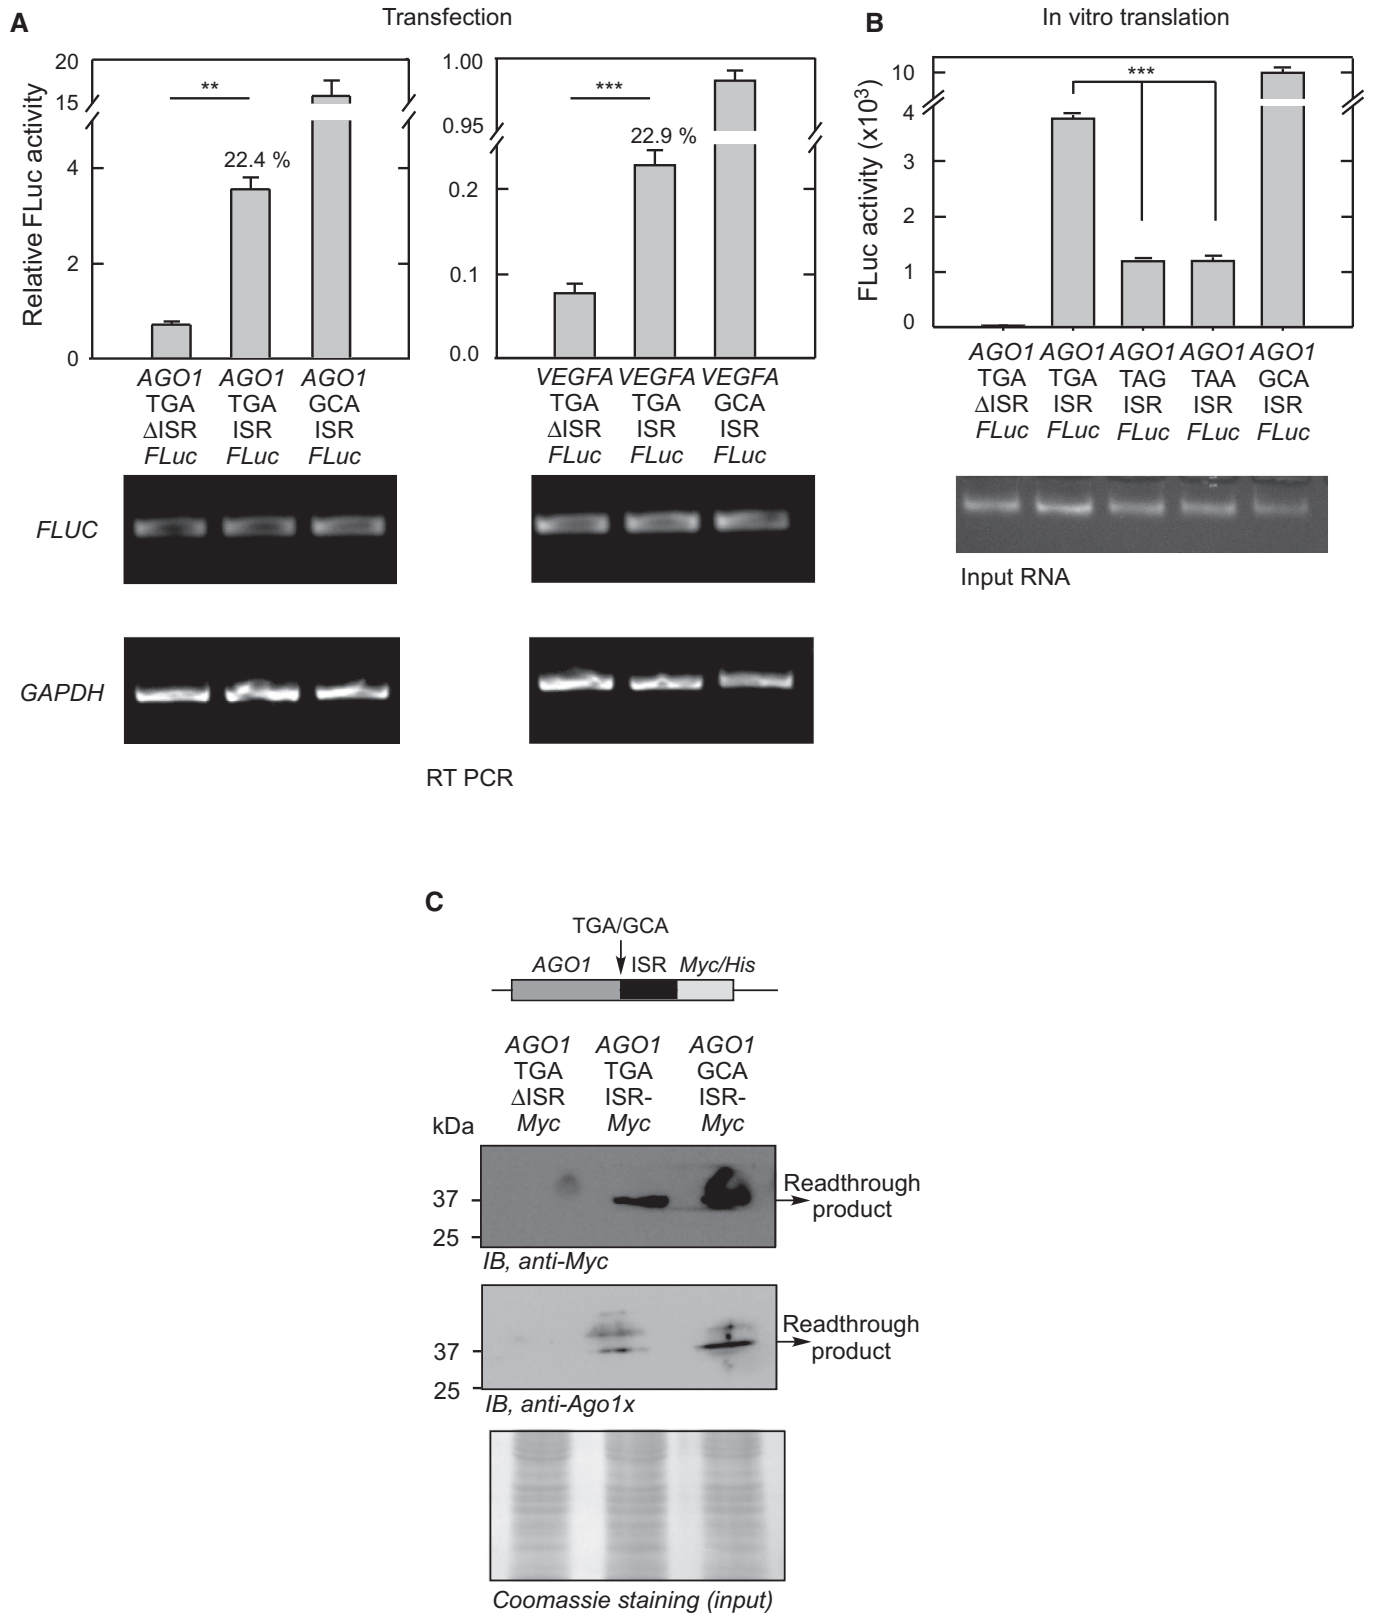 A
Transfection
B
In vitro translation
Relative FLuc activity
20
15
4
2
0
**
22.4 %
AGO1 AGO1 AGO1
TGA TGA GCA
ΔISR ISR ISR
FLuc FLuc FLuc
1.00
0.95
0.2
0.1
0.0
***
22.9 %
VEGFA VEGFA VEGFA
TGA TGA GCA
ΔISR ISR ISR
FLuc FLuc FLuc
FLuc activity (x10³)
10
4
3
2
1
0
***
AGO1 AGO1 AGO1 AGO1 AGO1
TGA TGA TAG TAA GCA
ΔISR ISR ISR ISR ISR
FLuc FLuc FLuc FLuc FLuc
FLUC
GAPDH
RT PCR
Input RNA
C
TGA/GCA
AGO1 ISR Myc/His
AGO1 AGO1 AGO1
TGA TGA GCA
ΔISR ISR- ISR-
Myc Myc Myc
kDa
37
25
Readthrough
product
IB, anti-Myc
37
25
Readthrough
product
IB, anti-Ago1x
Coomassie staining (input)